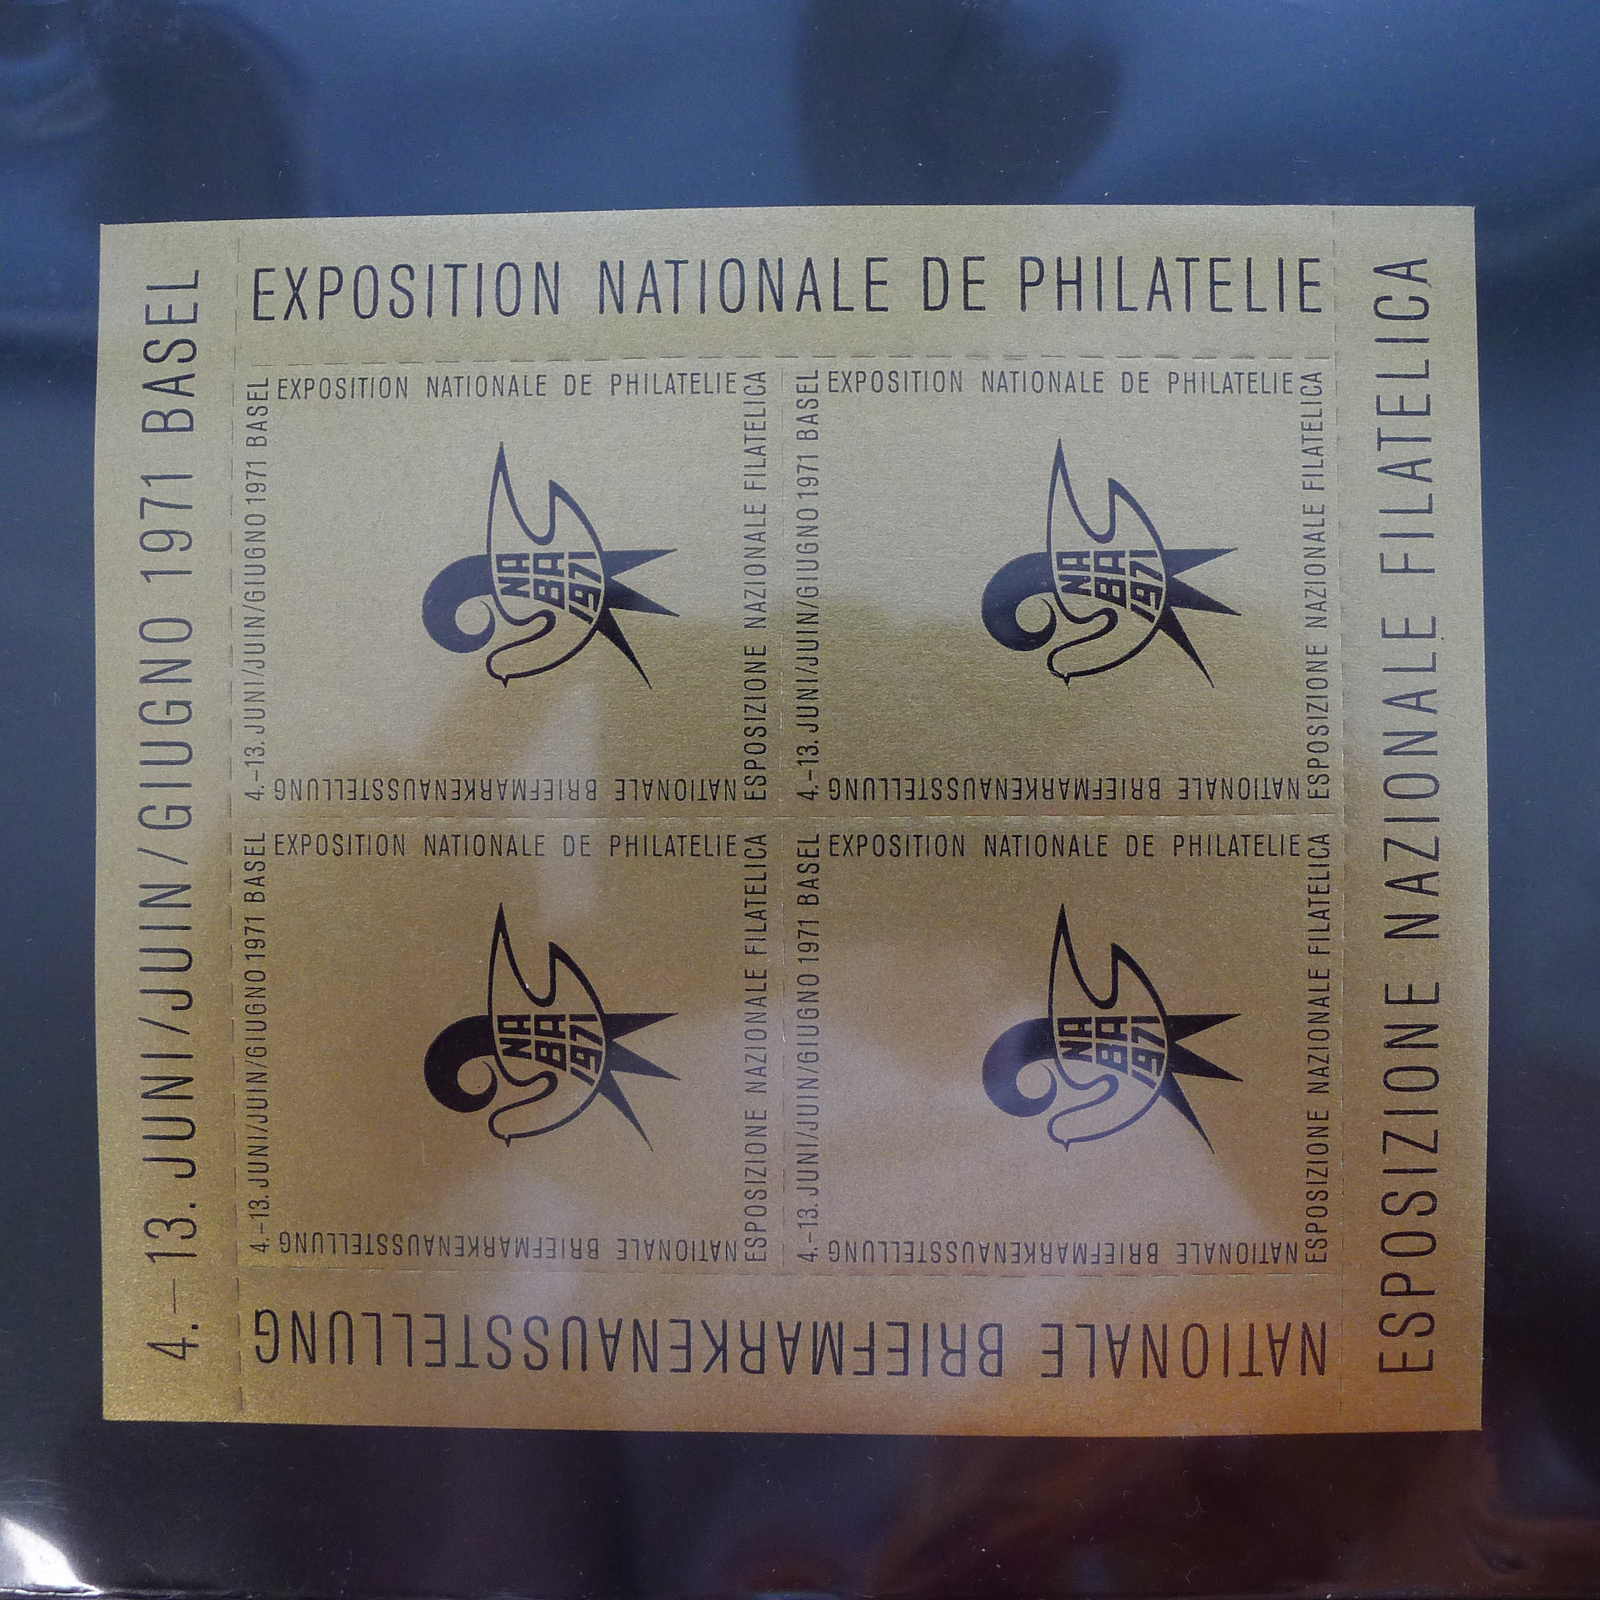 EXPOSITION NATIONALE DE PHILATELIE
4.–13. JUNI/JUIN/GIUGNO 1971 BASEL
ESPOSIZIONE NAZIONALE FILATELICA
NATIONALE BRIEFMARKENAUSSTELLUNG
EXPOSITION NATIONALE DE PHILATELIE
4.–13. JUNI/JUIN/GIUGNO 1971 BASEL
NA
BA
1971
ESPOSIZIONE NAZIONALE FILATELICA
NATIONALE BRIEFMARKENAUSSTELLUNG
EXPOSITION NATIONALE DE PHILATELIE
4.–13. JUNI/JUIN/GIUGNO 1971 BASEL
NA
BA
1971
ESPOSIZIONE NAZIONALE FILATELICA
NATIONALE BRIEFMARKENAUSSTELLUNG
EXPOSITION NATIONALE DE PHILATELIE
4.–13. JUNI/JUIN/GIUGNO 1971 BASEL
NA
BA
1971
ESPOSIZIONE NAZIONALE FILATELICA
NATIONALE BRIEFMARKENAUSSTELLUNG
EXPOSITION NATIONALE DE PHILATELIE
4.–13. JUNI/JUIN/GIUGNO 1971 BASEL
NA
BA
1971
ESPOSIZIONE NAZIONALE FILATELICA
NATIONALE BRIEFMARKENAUSSTELLUNG